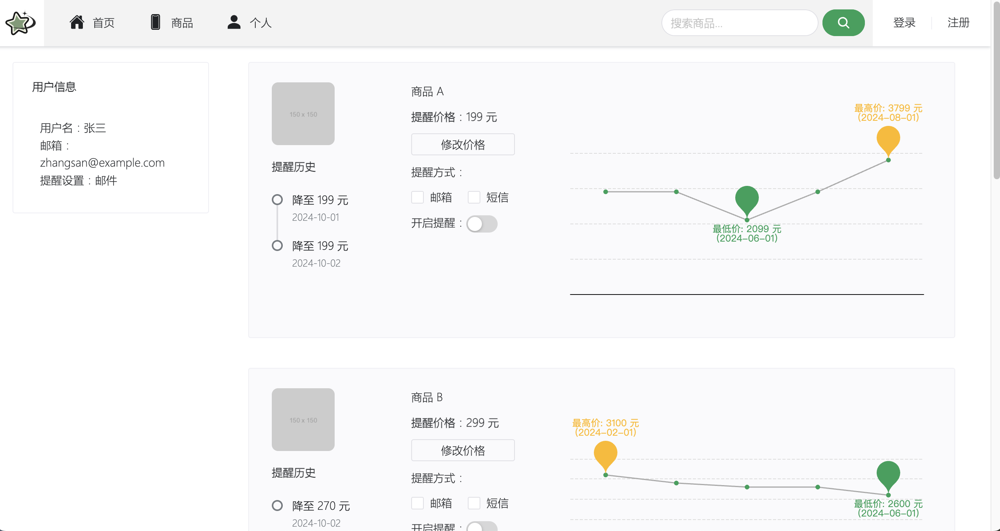 首页
商品
个人
搜索商品...
登录
注册
用户信息
用户名：张三
邮箱：
zhangsan@example.com
提醒设置：邮件
150 x 150
提醒历史
降至 199 元
2024-10-01
降至 199 元
2024-10-02
商品 A
提醒价格：199 元
修改价格
提醒方式：
邮箱
短信
开启提醒：
最高价: 3799 元
(2024-08-01)
最低价: 2099 元
(2024-06-01)
150 x 150
提醒历史
降至 270 元
2024-10-02
商品 B
提醒价格：299 元
修改价格
提醒方式：
邮箱
短信
开启提醒：
最高价: 3100 元
(2024-02-01)
最低价: 2600 元
(2024-06-01)